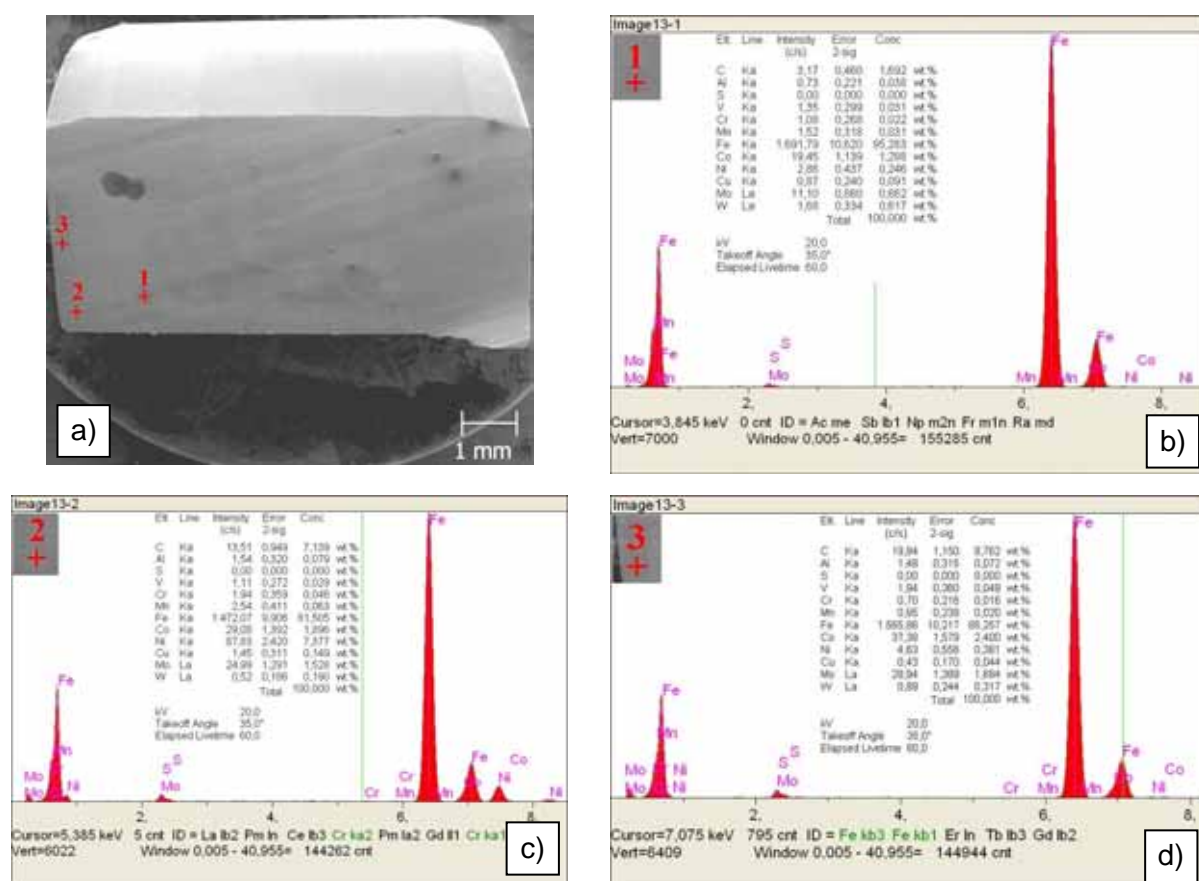 3
1
2
a)
1 mm
Image13-1
1
Elt. Line Intensity Error Conc
(c/s) 2-sig
C Ka 3,17 0,460 1,692 wt.%
Al Ka 0,73 0,221 0,038 wt.%
S Ka 0,00 0,000 0,000 wt.%
V Ka 1,35 0,299 0,031 wt.%
Cr Ka 1,08 0,268 0,022 wt.%
Mn Ka 1,52 0,318 0,031 wt.%
Fe Ka 1 691,79 10,620 95,283 wt.%
Co Ka 19,45 1,139 1,298 wt.%
Ni Ka 2,86 0,437 0,246 wt.%
Cu Ka 0,87 0,240 0,091 wt.%
Mo La 11,10 0,860 0,652 wt.%
W La 1,68 0,334 0,617 wt.%
Total 100,000 wt.%
kV 20,0
Takeoff Angle 35,0°
Elapsed Livetime 60,0
Fe
Fe
Mn
Mo Fe
Mo Mn
S S
Mo
Fe
Co
Mn Mn Ni Ni
2, 4, 6, 8,
Cursor=3,845 keV 0 cnt ID = Ac me Sb lb1 Np m2n Fr m1n Ra md
Vert=7000 Window 0,005 - 40,955= 155285 cnt
b)
Image13-2
2
Elt. Line Intensity Error Conc
(c/s) 2-sig
C Ka 13,51 0,949 7,139 wt.%
Al Ka 1,54 0,320 0,079 wt.%
S Ka 0,00 0,000 0,000 wt.%
V Ka 1,11 0,272 0,029 wt.%
Cr Ka 1,94 0,359 0,046 wt.%
Mn Ka 2,54 0,411 0,063 wt.%
Fe Ka 1 472,07 9,906 81,505 wt.%
Co Ka 29,08 1,392 1,896 wt.%
Ni Ka 2,420 7,377 wt.%
Cu Ka 1,45 0,311 0,149 wt.%
Mo La 24,99 1,291 1,528 wt.%
W La 0,52 0,186 0,190 wt.%
Total 100,000 wt.%
kV 20,0
Takeoff Angle 35,0°
Elapsed Livetime 60,0
Fe
Fe
Mn
Mo Ni
Mo Ni
S S
Mo
Fe
Co
Cr Ni
Cr Mn Mn Ni
2, 4, 6, 8,
Cursor=5,385 keV 5 cnt ID = La lb2 Pm ln Ce lb3 Cr ka2 Pm la2 Gd ll1 Cr ka1
Vert=6022 Window 0,005 - 40,955= 144262 cnt
c)
Image13-3
3
Elt. Line Intensity Error Conc
(c/s) 2-sig
C Ka 19,84 1,150 8,762 wt.%
Al Ka 1,48 0,316 0,072 wt.%
S Ka 0,00 0,000 0,000 wt.%
V Ka 1,94 0,360 0,049 wt.%
Cr Ka 0,70 0,216 0,016 wt.%
Mn Ka 0,020 wt.%
Fe Ka 10,217 86,257 wt.%
Co Ka 37,38 1,579 2,400 wt.%
Ni Ka 4,63 0,556 0,381 wt.%
Cu Ka 0,43 0,170 0,044 wt.%
Mo La 28,94 1,389 wt.%
W La 0,89 0,244 0,317 wt.%
Total 100,000 wt.%
kV 20,0
Takeoff Angle 35,0°
Elapsed Livetime 60,0
Fe
Fe
Mn
Mo Ni
Mo Ni
S
S
Mo
Fe
Cr Co
Cr Mn Mn Ni Ni
2, 4, 6, 8,
Cursor=7,075 keV 795 cnt ID = Fe kb3 Fe kb1 Er ln Tb lb3 Gd lb2
Vert=6409 Window 0,005 - 40,955= 144944 cnt
d)